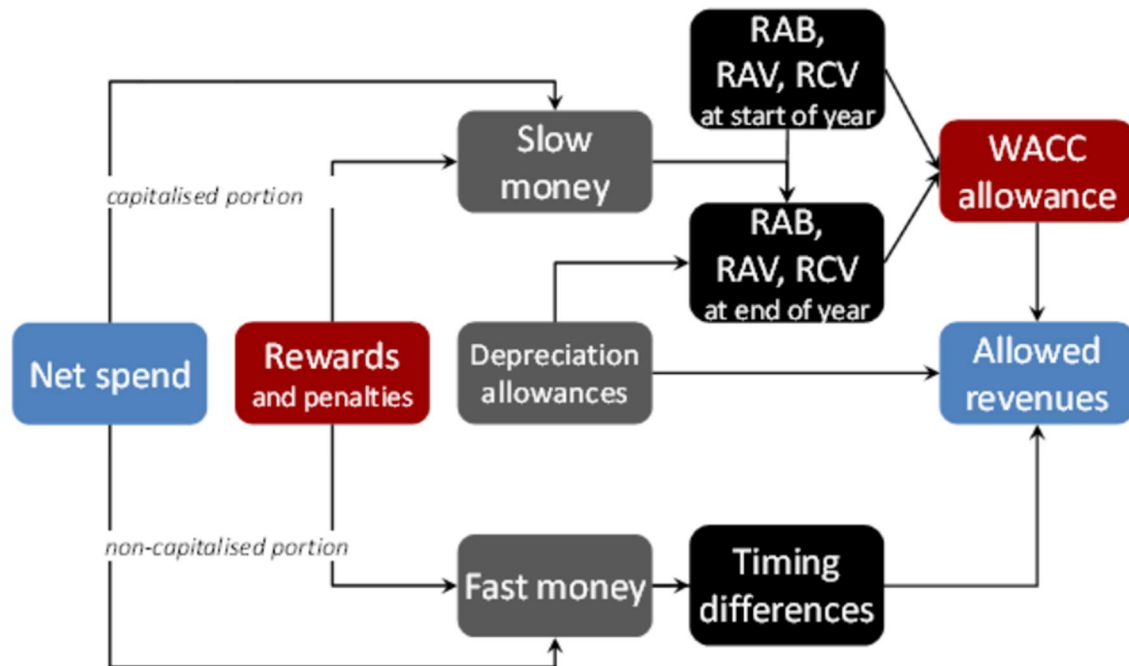 RAB,
RAV, RCV
at start of year
Slow
money
WACC
allowance
capitalised portion
RAB,
RAV, RCV
at end of year
Net spend
Rewards
and penalties
Depreciation
allowances
Allowed
revenues
non-capitalised portion
Fast money
Timing
differences